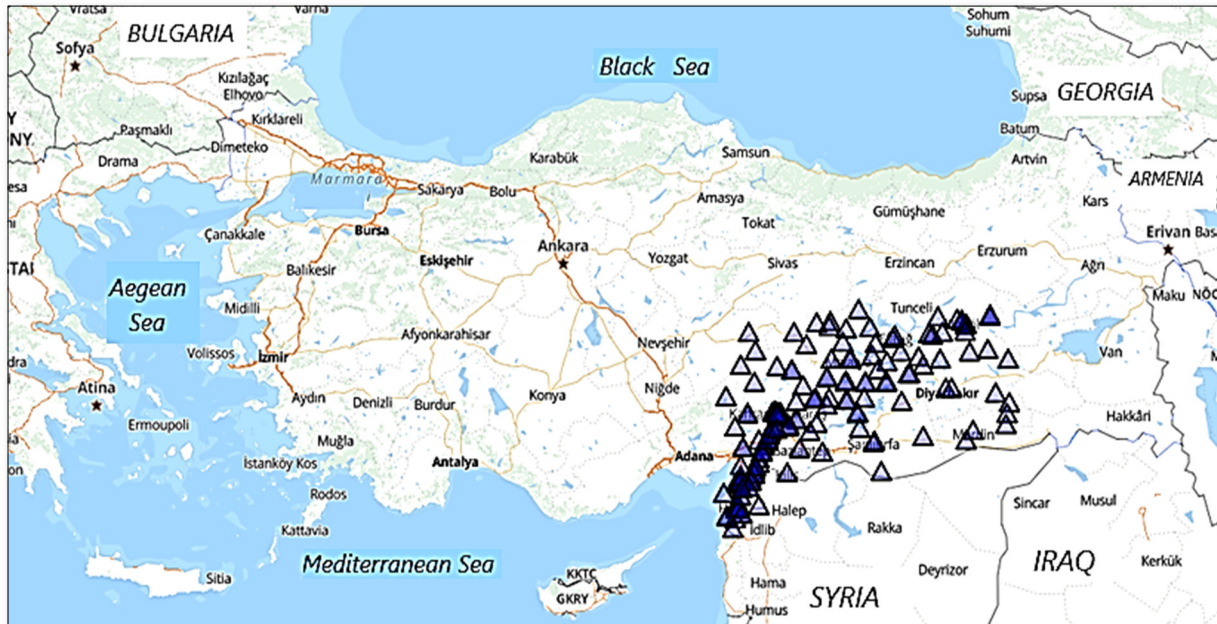 Vratsa
Varna
BULGARIA
Sofya
Kızılağaç
Elhovo
Kırklareli
Paşmaklı
Dimeteko
Drama
Black Sea
Sohum
Suhumi
GEORGIA
Supsa
Batum
Artvin
ARMENIA
Kars
Erivan
Maku
Marmara
Karabük
Samsun
Sakarya
Bolu
Amasya
Tokat
Gümüşhane
Çanakkale
Bursa
Ankara
Eskişehir
Yozgat
Sivas
Erzincan
Erzurum
Ağrı
Aegean
Sea
Balıkesir
Midilli
Tunceli
Afyonkarahisar
Nevşehir
Volissos
İzmir
Van
Atina
Aydın
Denizli
Burdur
Konya
Niğde
Ermoupoli
Muğla
Hakkâri
İstanköy Kos
Antalya
Adana
Rodos
Kattavia
Halep
İdlib
Rakka
Sincar
Musul
Mediterranean Sea
Sitia
KKTC
GKRY
Hama
Humus
SYRIA
Deyrizor
IRAQ
Kerkük